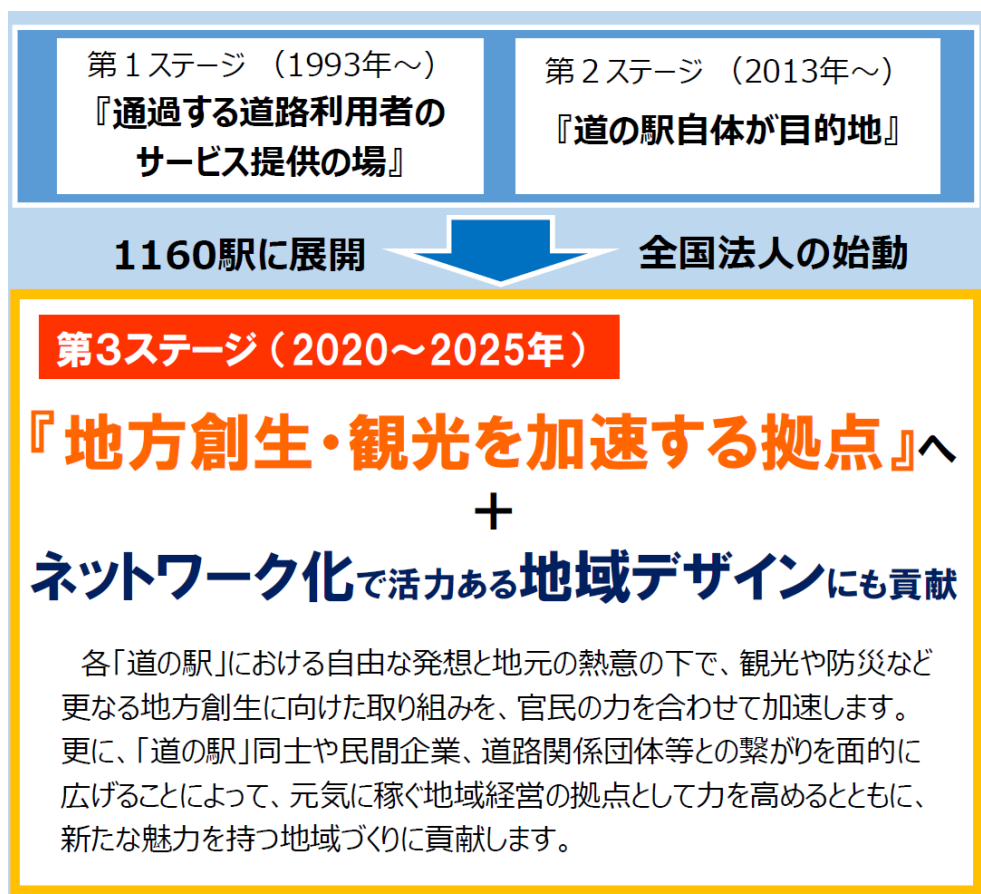 第１ステージ （1993年～）
『通過する道路利用者の
サービス提供の場』
第２ステージ （2013年～）
『道の駅自体が目的地』
1160駅に展開
全国法人の始動
第3ステージ（2020～2025年）
『地方創生・観光を加速する拠点』へ
＋
ネットワーク化で活力ある地域デザインにも貢献
各「道の駅」における自由な発想と地元の熱意の下で、観光や防災など
更なる地方創生に向けた取り組みを、官民の力を合わせて加速します。
更に、「道の駅」同士や民間企業、道路関係団体等との繋がりを面的に
広げることによって、元気に稼ぐ地域経営の拠点として力を高めるとともに、
新たな魅力を持つ地域づくりに貢献します。